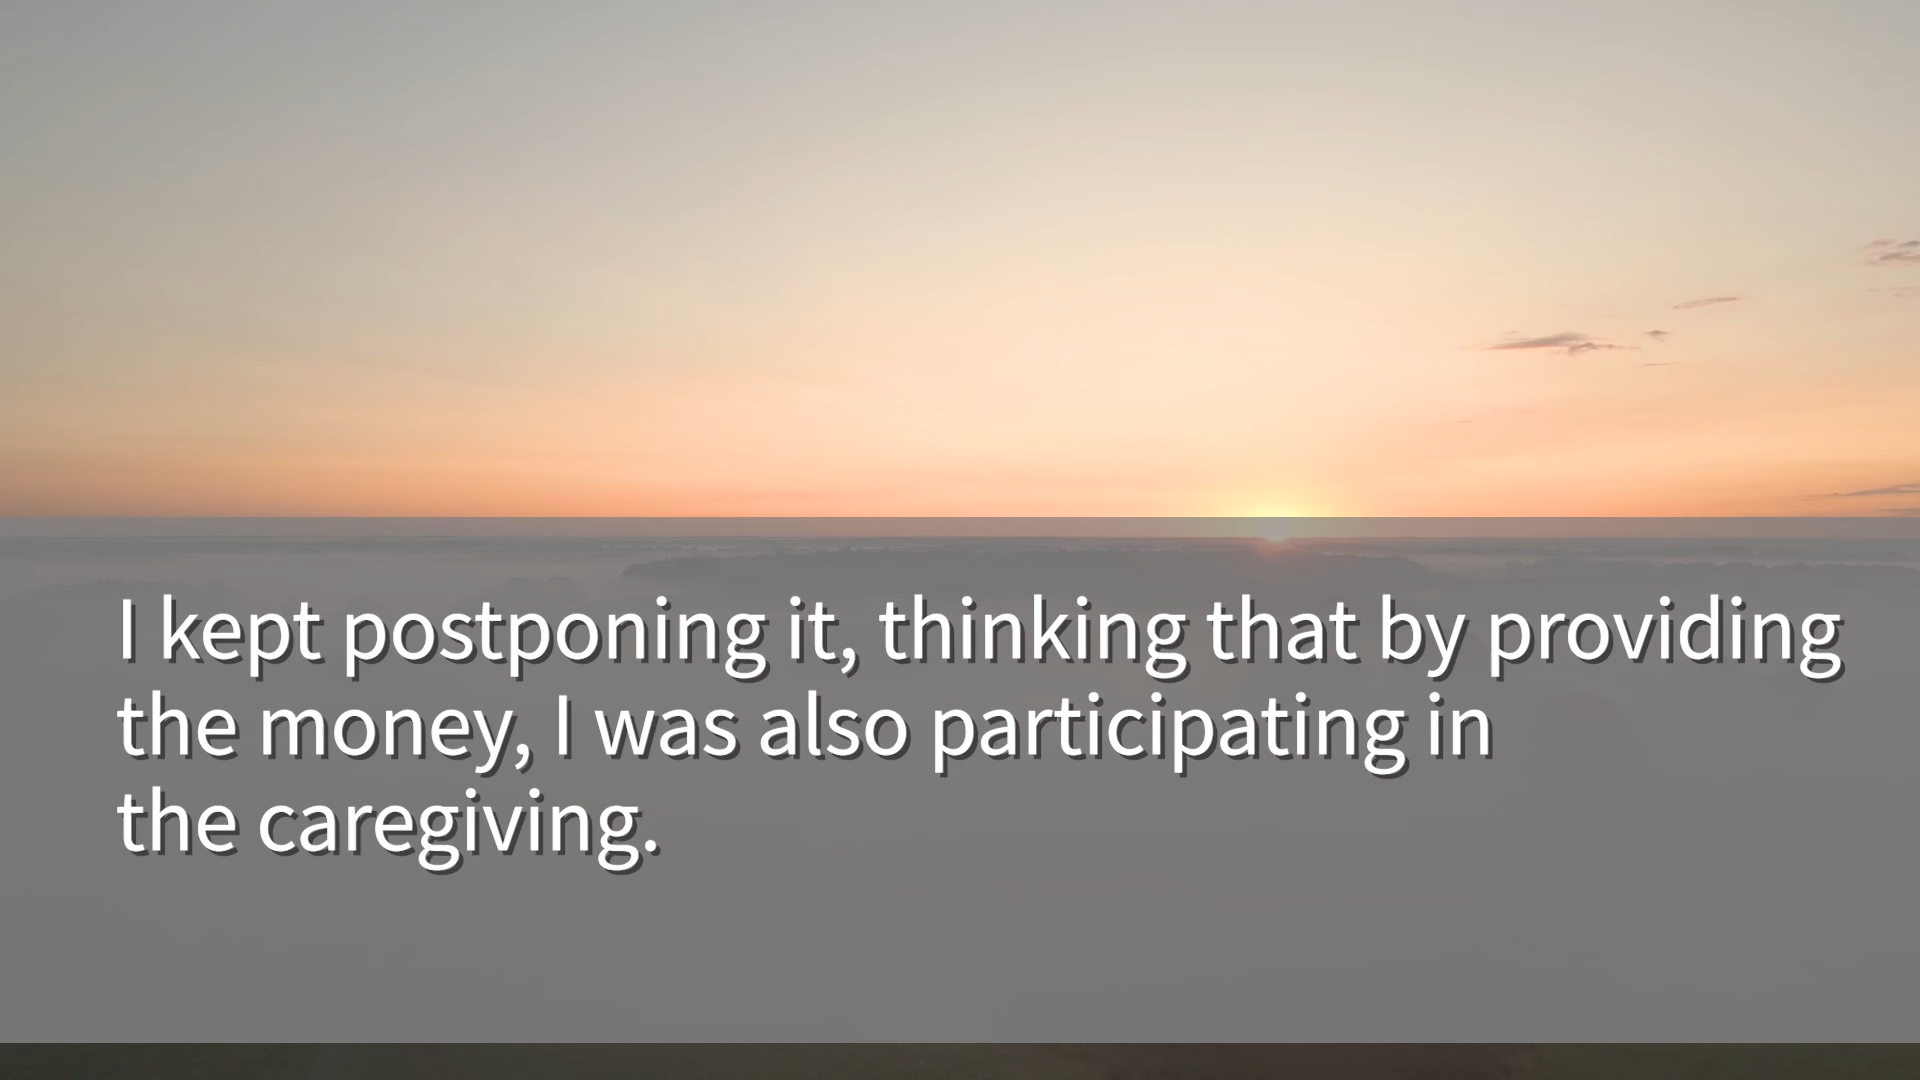 I kept postponing it, thinking that by providing
the money, I was also participating in
the caregiving.